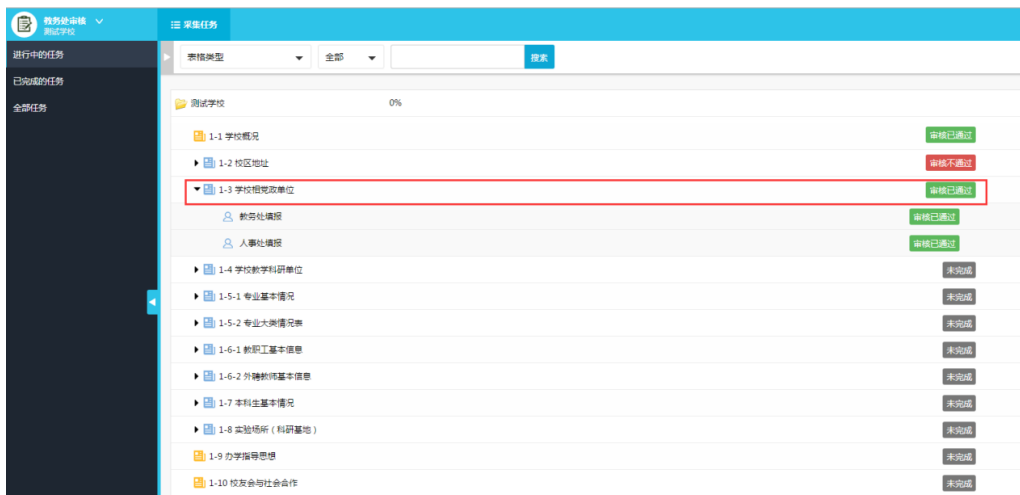 教务处审核
测试学校
采集任务
进行中的任务
已完成的任务
全部任务
表格类型 全部 搜索
测试学校 0%
1-1 学校概况 审核已通过
1-2 校区地址 审核不通过
1-3 学校相党政单位 审核已通过
教务处填报 审核已通过
人事处填报 审核已通过
1-4 学校教学科研单位 未完成
1-5-1 专业基本情况 未完成
1-5-2 专业大类情况表 未完成
1-6-1 教职工基本信息 未完成
1-6-2 外聘教师基本信息 未完成
1-7 本科生基本情况 未完成
1-8 实验场所（科研基地） 未完成
1-9 办学指导思想 未完成
1-10 校友会与社会合作 未完成